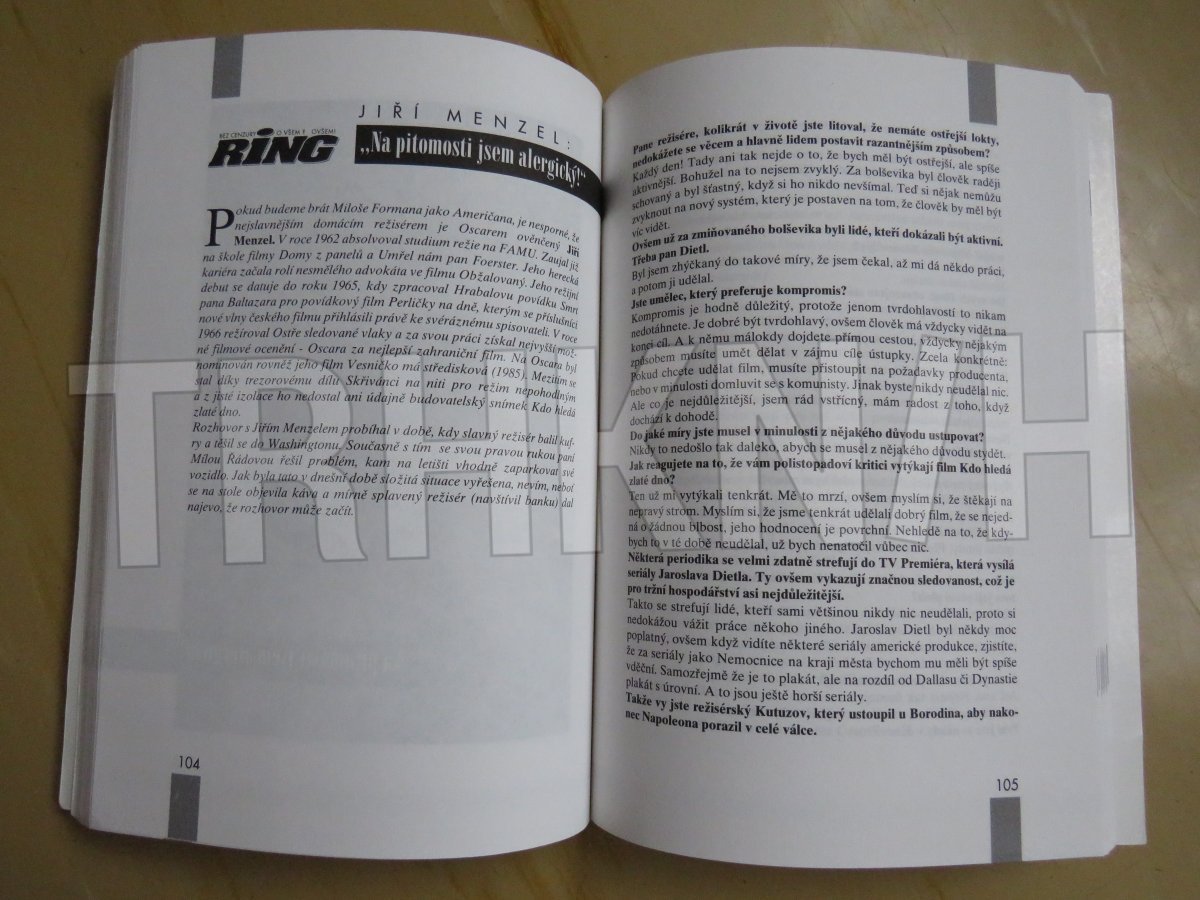 JIŘÍ MENZEL:
BEZ CENZURY O VŠEM
RING
„Na pitomosti jsem alergický!“
Pokud budeme brát Miloše Formana jako Američana, je nesporné, že
nejslavnějším domácím režisérem je Oscarem ověnčený Jiří
Menzel. V roce 1962 absolvoval studium režie na FAMU. Zaujal již
na škole filmy Domy z panelů a Umřel nám pan Foerster. Jeho herecká
kariéra začala rolí nesmělého advokáta ve filmu Obžalovaný. Jeho režijní
debut se datuje do roku 1965, kdy zpracoval Hrabalovu povídku Smrt
pana Baltazara pro povídkový film Perličky na dně, kterým se příslušníci
nové vlny českého filmu přihlásili právě ke svéráznému spisovateli. V roce
1966 režíroval Ostře sledované vlaky a za svou práci získal nejvyšší mož-
né filmové ocenění - Oscara za nejlepší zahraniční film. Na Oscara byl
nominován rovněž jeho film Vesničko má středisková (1985). Mezitím se
stal díky trezorovému dílu Skřivánci na niti pro režim nepohodlným
a z jisté izolace ho nedostal ani údajně budovatelský snímek Kdo hledá
zlaté dno.
Rozhovor s Jiřím Menzelem probíhal v době, kdy slavný režisér balil kuf-
ry a těšil se do Washingtonu. Současně s tím se svou pravou rukou paní
Mílou Řádovou řešil problém, kam na letišti vhodně zaparkovat své
vozidlo. Jak byla tato v dnešní době složitá situace vyřešena, nevím, neboť
se na stole objevila káva a mírně splavený režisér (navštívil banku) dal
najevo, že rozhovor může začít.
104
Pane režisére, kolikrát v životě jste litoval, že nemáte ostřejší lokty,
nedokážete se věcem a hlavně lidem postavit razantnějším způsobem?
Každý den! Tady ani tak nejde o to, že bych měl být ostřejší, ale spíše
aktivnější. Bohužel na to nejsem zvyklý. Za bolševika byl člověk raději
schovaný a byl šťastný, když si ho nikdo nevšímal. Teď si nějak nemůžu
zvyknout na nový systém, který je postaven na tom, že člověk by měl být
víc vidět.
Ovšem už za zmiňovaného bolševika byli lidé, kteří dokázali být aktivní.
Třeba pan Dietl.
Byl jsem zhýčkaný do takové míry, že jsem čekal, až mi dá někdo práci,
a potom ji udělal.
Jste umělec, který preferuje kompromis?
Kompromis je hodně důležitý, protože jenom tvrdohlavostí to nikam
nedotáhnete. Je dobré být tvrdohlavý, ovšem člověk má vždycky vidět na
konci cíl. A k němu málokdy dojdete přímou cestou, vždycky nějakým
způsobem musíte umět dělat v zájmu cíle ústupky. Zcela konkrétně:
Pokud chcete udělat film, musíte přistoupit na požadavky producenta,
nebo v minulosti domluvit se s komunisty. Jinak byste nikdy neudělal nic.
Ale co je nejdůležitější, jsem rád vstřícný, mám radost z toho, když
dochází k dohodě.
Do jaké míry jste musel v minulosti z nějakého důvodu ustupovat?
Nikdy to nedošlo tak daleko, abych se musel z nějakého důvodu stydět.
Jak reagujete na to, že vám polistopadoví kritici vytýkají film Kdo hledá
zlaté dno?
Ten už mi vytýkali tenkrát. Mě to mrzí, ovšem myslím si, že štěkají na
nepravý strom. Myslím si, že jsme tenkrát udělali dobrý film, že se nejed-
ná o žádnou blbost, jeho hodnocení je povrchní. Nehledě na to, že kdy-
bych to v té době neudělal, už bych nenatočil vůbec nic.
Některá periodika se velmi zdatně strefují do TV Premiéra, která vysílá
seriály Jaroslava Dietla. Ty ovšem vykazují značnou sledovanost, což je
pro tržní hospodářství asi nejdůležitější.
Takto se strefují lidé, kteří sami většinou nikdy nic neudělali, proto si
nedokážou vážit práce někoho jiného. Jaroslav Dietl byl někdy moc
poplatný, ovšem když vidíte některé seriály americké produkce, zjistíte,
že za seriály jako Nemocnice na kraji města bychom mu měli být spíše
vděční. Samozřejmě že je to plakát, ale na rozdíl od Dallasu či Dynastie
plakát s úrovní. A to jsou ještě horší seriály.
Takže vy jste režisérský Kutuzov, který ustoupil u Borodina, aby nako-
nec Napoleona porazil v celé válce.
105
TRHKNIH